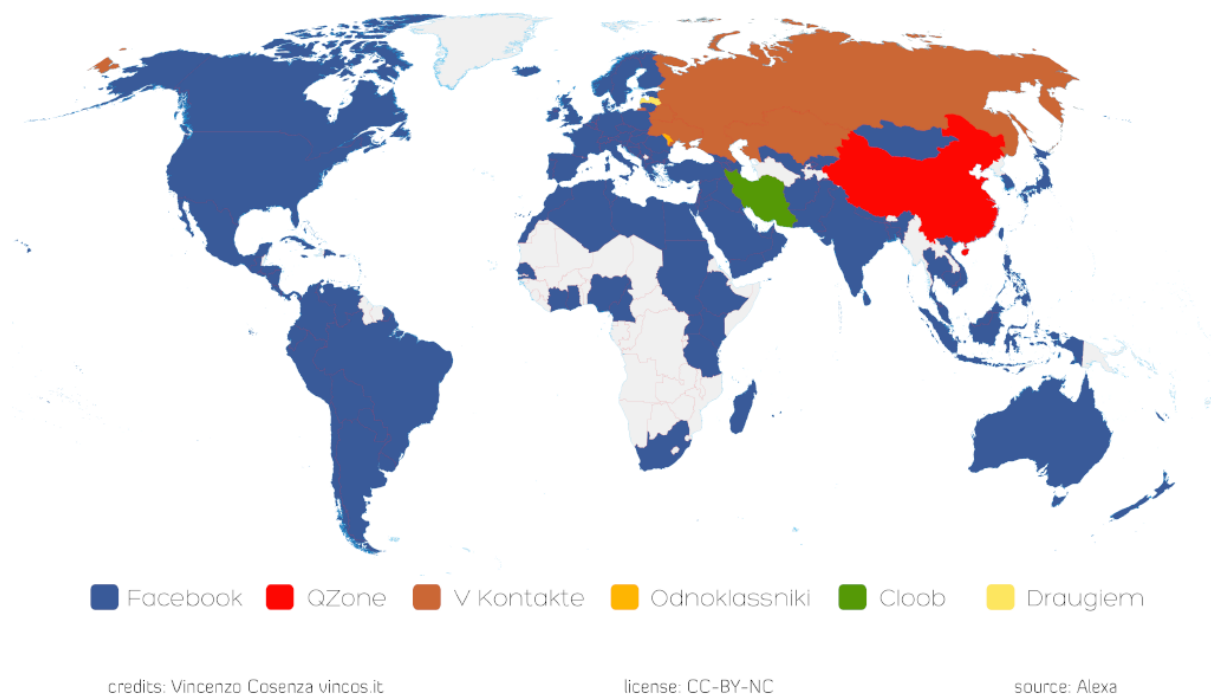 Facebook QZone V Kontakte Odnoklassniki Cloob Draugiem
credits: Vincenzo Cosenza vincos.it license: CC-BY-NC source: Alexa